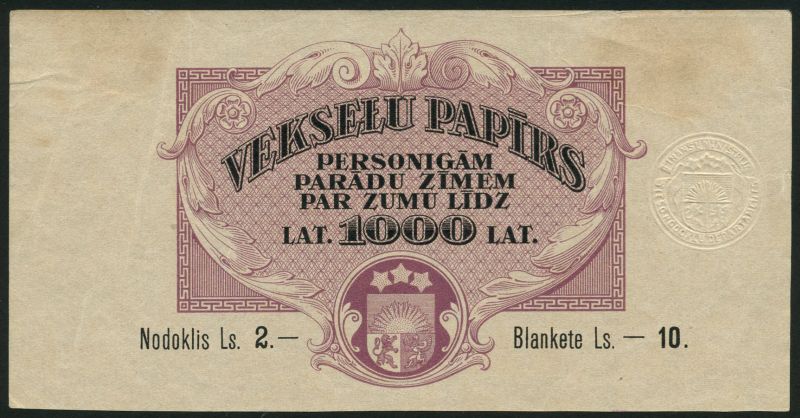 VEKSEĻU PAPĪRS
PERSONIGĀM
PARĀDU ZĪMEM
PAR ZUMU LĪDZ
LAT. 1000 LAT.
Nodoklis Ls. 2.—
Blankete Ls. — 10.